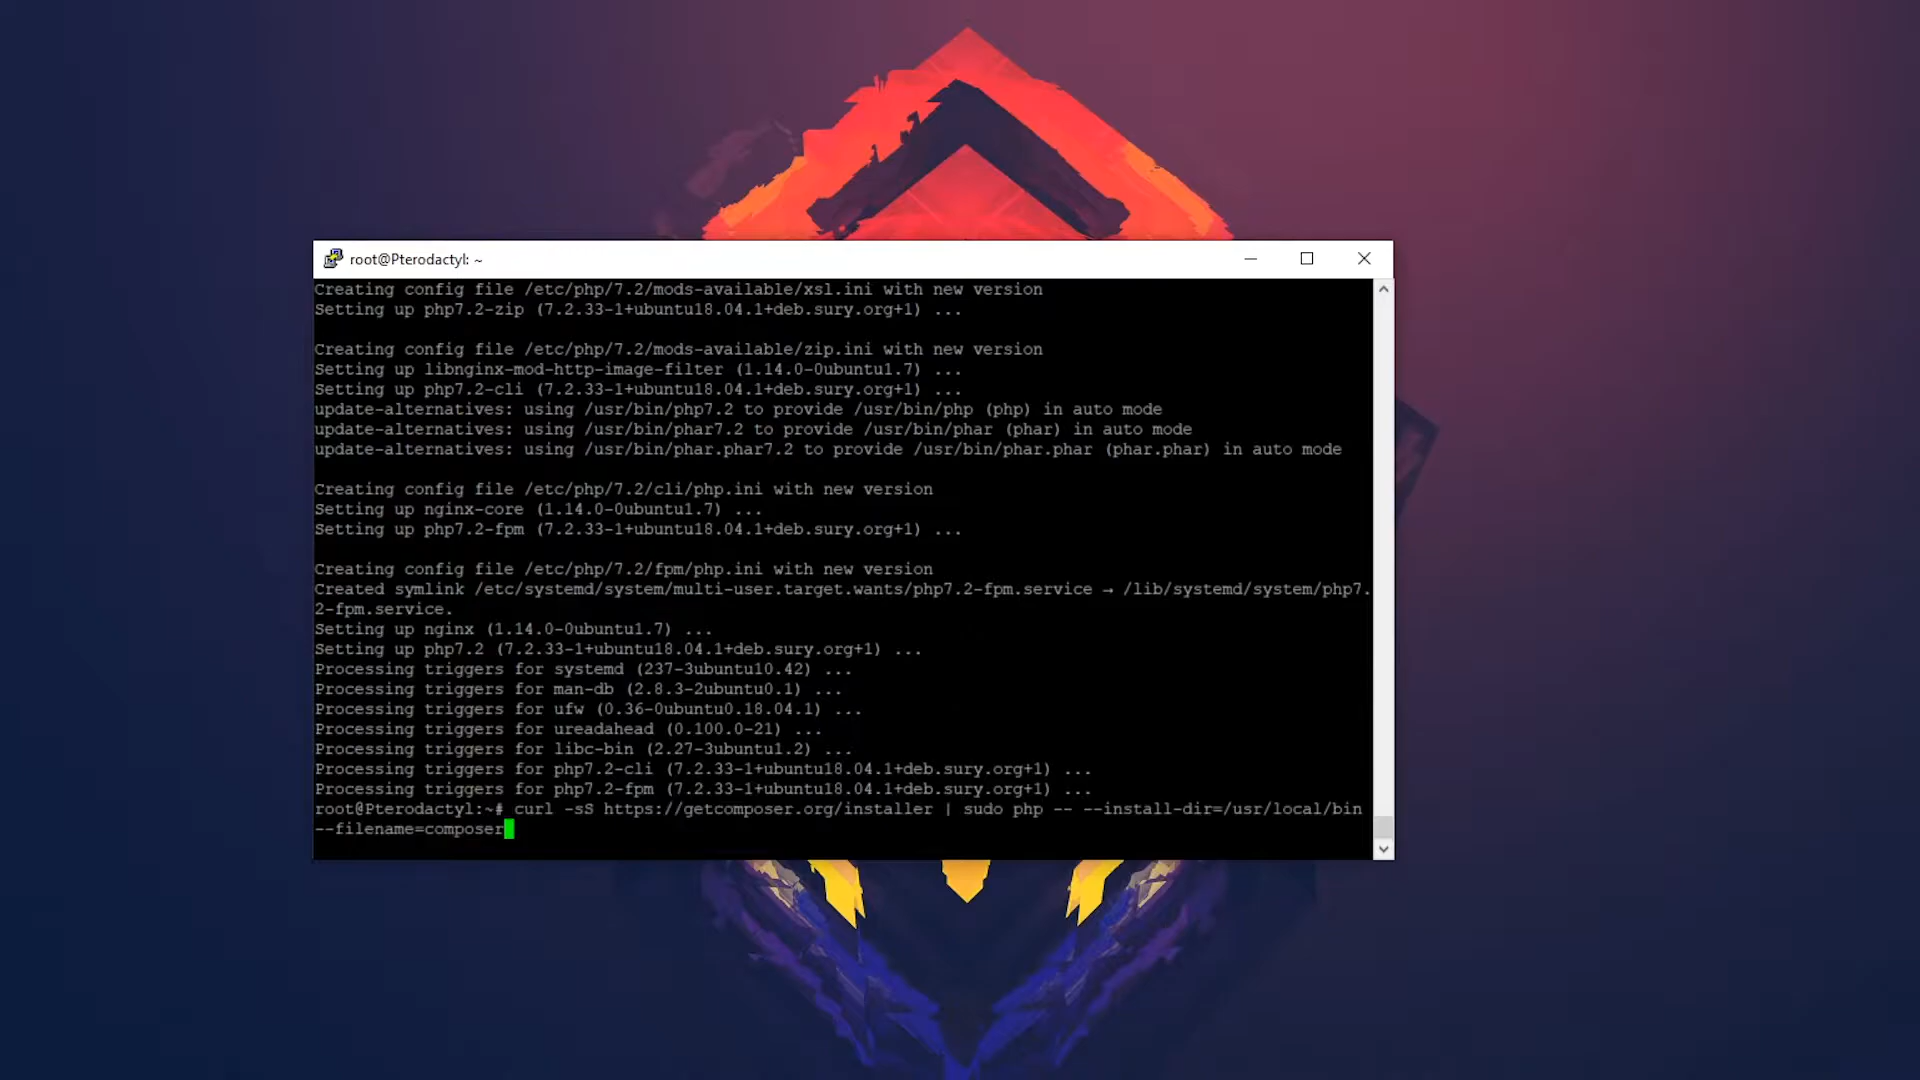 root@Pterodactyl: ~
Creating config file /etc/php/7.2/mods-available/xsl.ini with new version
Setting up php7.2-zip (7.2.33-1+ubuntu18.04.1+deb.sury.org+1) ...
Creating config file /etc/php/7.2/mods-available/zip.ini with new version
Setting up libnginx-mod-http-image-filter (1.14.0-0ubuntu1.7) ...
Setting up php7.2-cli (7.2.33-1+ubuntu18.04.1+deb.sury.org+1) ...
update-alternatives: using /usr/bin/php7.2 to provide /usr/bin/php (php) in auto mode
update-alternatives: using /usr/bin/phar7.2 to provide /usr/bin/phar (phar) in auto mode
update-alternatives: using /usr/bin/phar.phar7.2 to provide /usr/bin/phar.phar (phar.phar) in auto mode
Creating config file /etc/php/7.2/cli/php.ini with new version
Setting up nginx-core (1.14.0-0ubuntu1.7) ...
Setting up php7.2-fpm (7.2.33-1+ubuntu18.04.1+deb.sury.org+1) ...
Creating config file /etc/php/7.2/fpm/php.ini with new version
Created symlink /etc/systemd/system/multi-user.target.wants/php7.2-fpm.service → /lib/systemd/system/php7.
2-fpm.service.
Setting up nginx (1.14.0-0ubuntu1.7) ...
Setting up php7.2 (7.2.33-1+ubuntu18.04.1+deb.sury.org+1) ...
Processing triggers for systemd (237-3ubuntu10.42) ...
Processing triggers for man-db (2.8.3-2ubuntu0.1) ...
Processing triggers for ufw (0.36-0ubuntu0.18.04.1) ...
Processing triggers for ureadahead (0.100.0-21) ...
Processing triggers for libc-bin (2.27-3ubuntu1.2) ...
Processing triggers for php7.2-cli (7.2.33-1+ubuntu18.04.1+deb.sury.org+1) ...
Processing triggers for php7.2-fpm (7.2.33-1+ubuntu18.04.1+deb.sury.org+1) ...
root@Pterodactyl:~# curl -sS https://getcomposer.org/installer | sudo php -- --install-dir=/usr/local/bin
--filename=composer